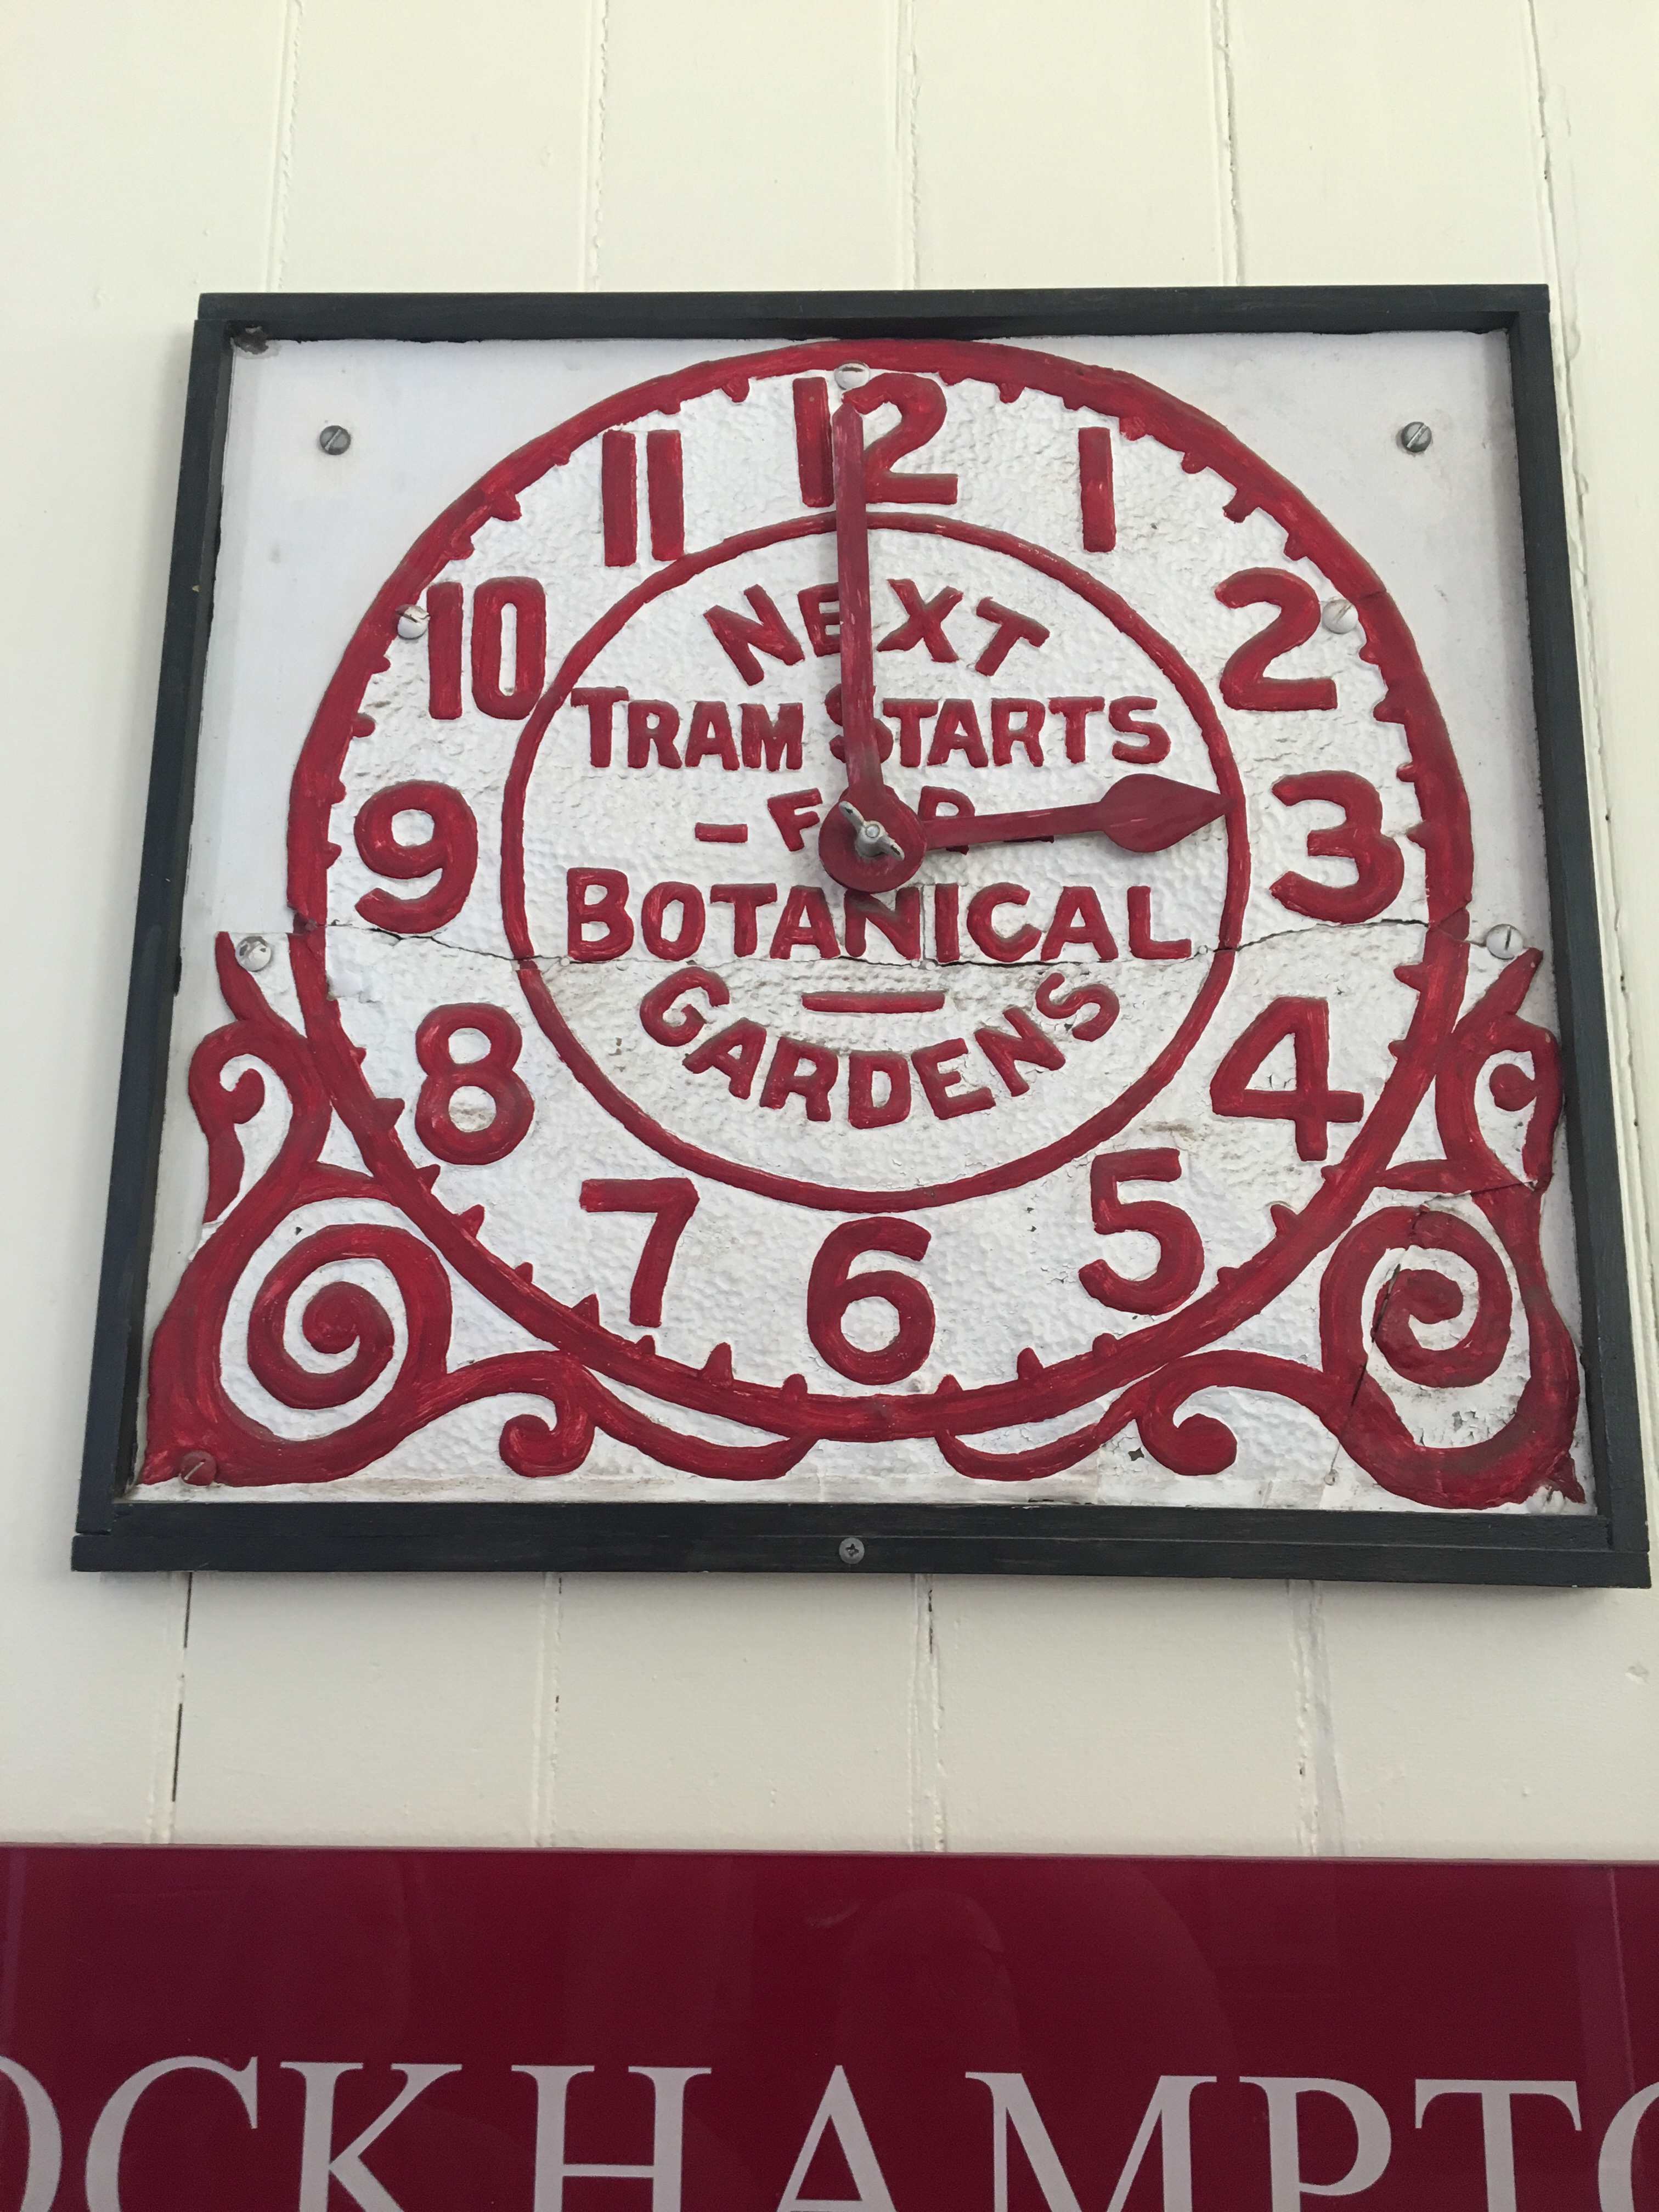 12
11 1
10 2
9 3
8 4
7 5
6
NEXT
TRAM STARTS
- FOR -
BOTANICAL
GARDENS
OCKHAMPTO